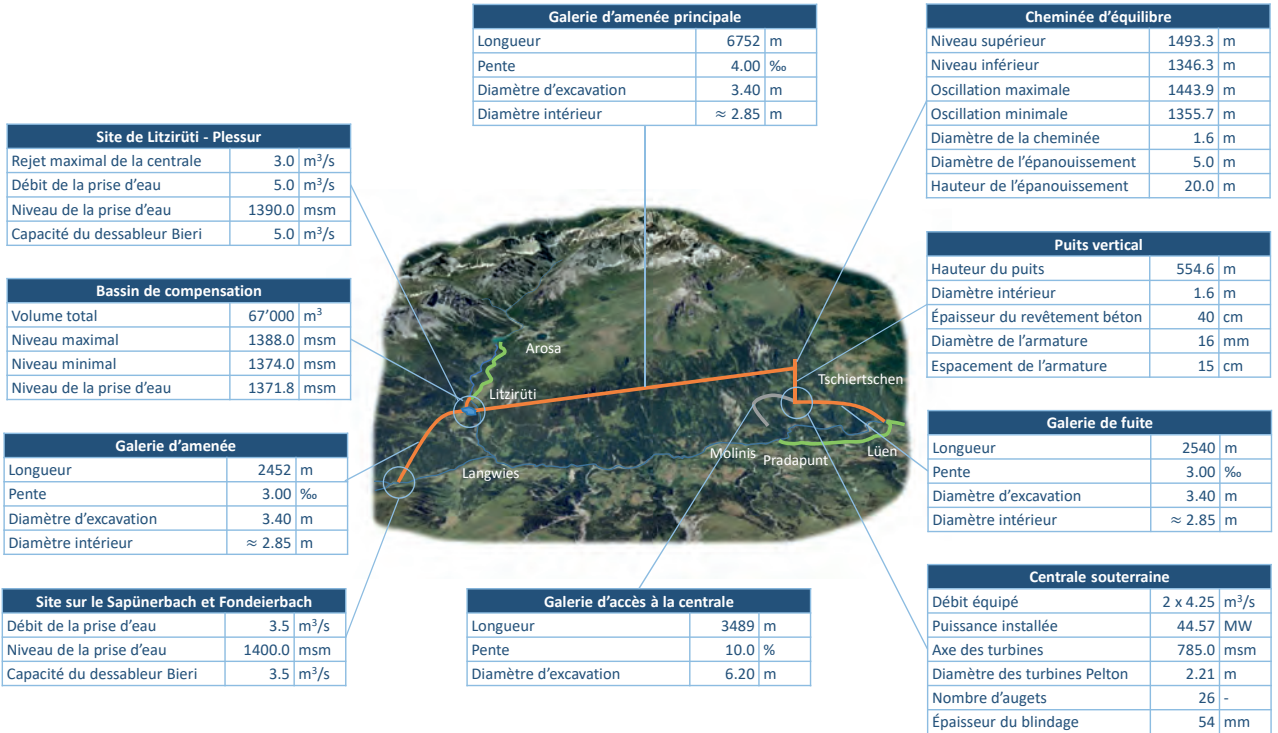 Galerie d'amenée principale
Longueur 6752 m
Pente 4.00 ‰
Diamètre d'excavation 3.40 m
Diamètre intérieur ≈ 2.85 m
Cheminée d'équilibre
Niveau supérieur 1493.3 m
Niveau inférieur 1346.3 m
Oscillation maximale 1443.9 m
Oscillation minimale 1355.7 m
Diamètre de la cheminée 1.6 m
Diamètre de l'épanouissement 5.0 m
Hauteur de l'épanouissement 20.0 m
Site de Litzirüti - Plessur
Rejet maximal de la centrale 3.0 m³/s
Débit de la prise d'eau 5.0 m³/s
Niveau de la prise d'eau 1390.0 msm
Capacité du dessableur Bieri 5.0 m³/s
Puits vertical
Hauteur du puits 554.6 m
Diamètre intérieur 1.6 m
Épaisseur du revêtement béton 40 cm
Diamètre de l'armature 16 mm
Espacement de l'armature 15 cm
Bassin de compensation
Volume total 67'000 m³
Niveau maximal 1388.0 msm
Niveau minimal 1374.0 msm
Niveau de la prise d'eau 1371.8 msm
Arosa
Litzirüti
Tschiertschen
Langwies
Molinis
Pradapunt
Lüen
Galerie d'amenée
Longueur 2452 m
Pente 3.00 ‰
Diamètre d'excavation 3.40 m
Diamètre intérieur ≈ 2.85 m
Galerie de fuite
Longueur 2540 m
Pente 3.00 ‰
Diamètre d'excavation 3.40 m
Diamètre intérieur ≈ 2.85 m
Site sur le Sapünerbach et Fondeierbach
Débit de la prise d'eau 3.5 m³/s
Niveau de la prise d'eau 1400.0 msm
Capacité du dessableur Bieri 3.5 m³/s
Galerie d'accès à la centrale
Longueur 3489 m
Pente 10.0 %
Diamètre d'excavation 6.20 m
Centrale souterraine
Débit équipé 2 x 4.25 m³/s
Puissance installée 44.57 MW
Axe des turbines 785.0 msm
Diamètre des turbines Pelton 2.21 m
Nombre d'augets 26 -
Épaisseur du blindage 54 mm